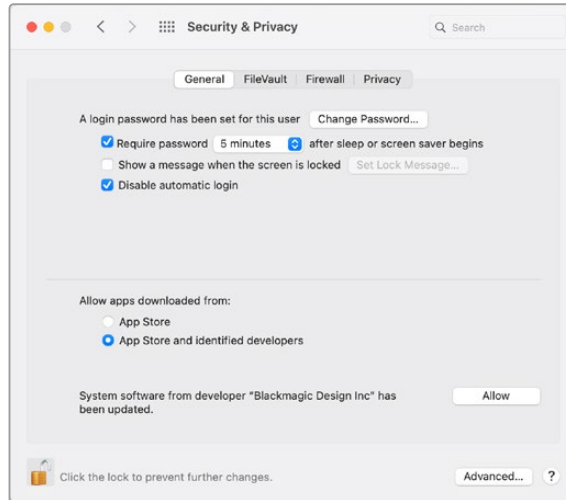 Security & Privacy
Search
General FileVault Firewall Privacy
A login password has been set for this user Change Password...
Require password 5 minutes after sleep or screen saver begins
Show a message when the screen is locked Set Lock Message...
Disable automatic login
Allow apps downloaded from:
App Store
App Store and identified developers
System software from developer "Blackmagic Design Inc" has
been updated.
Allow
Click the lock to prevent further changes.
Advanced... ?